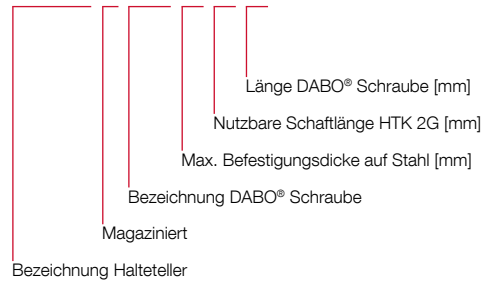 Länge DABO® Schraube [mm]
Nutzbare Schaftlänge HTK 2G [mm]
Max. Befestigungsdicke auf Stahl [mm]
Bezeichnung DABO® Schraube
Magaziniert
Bezeichnung Halteteller